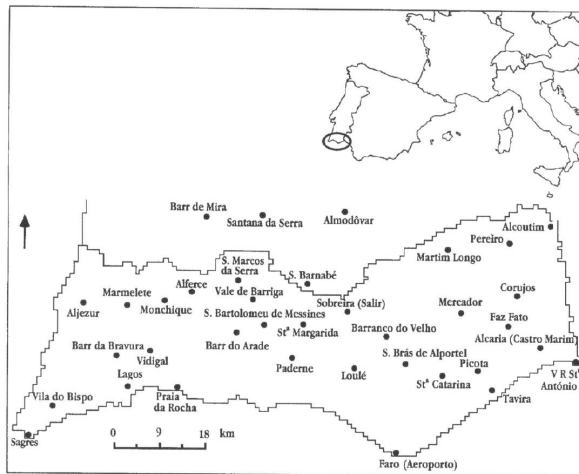 Barr de Mira
Santana da Serra
Almodôvar
Alcoutim
Pereiro
Martim Longo
S. Marcos
da Serra
S. Barnabé
Alferce
Vale de Barriga
Marmelete
Monchique
Aljezur
Sobreira (Salir)
Mercador
Corujos
S. Bartolomeu de Messines
Stª Margarida
Faz Fato
Barranco do Velho
Alcaria (Castro Marim)
Barr da Bravura
Vidigal
Barr do Arade
Paderne
Loulé
S. Brás de Alportel
Picota
Stª Catarina
V R Stº
António
Tavira
Lagos
Praia
da Rocha
Vila do Bispo
Sagres
0 9 18 km
Faro (Aeroporto)